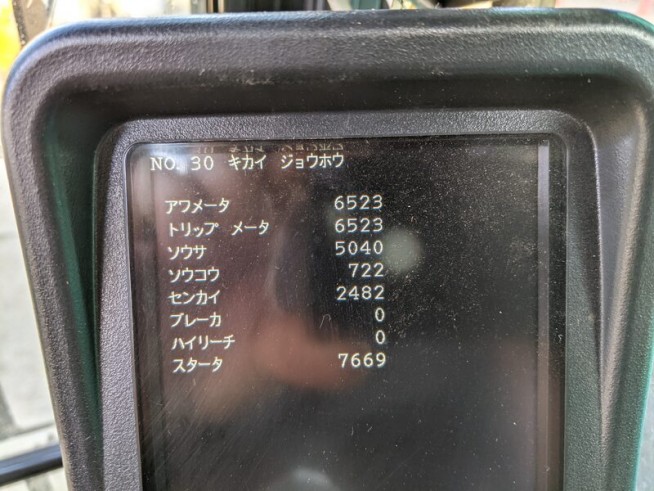 NO. 30 キカイ ジョウホウ
アワメータ 6523
トリップ メータ 6523
ソウサ 5040
ソウコウ 722
センカイ 2482
ブレーカ 0
ハイリーチ 0
スタータ 7669